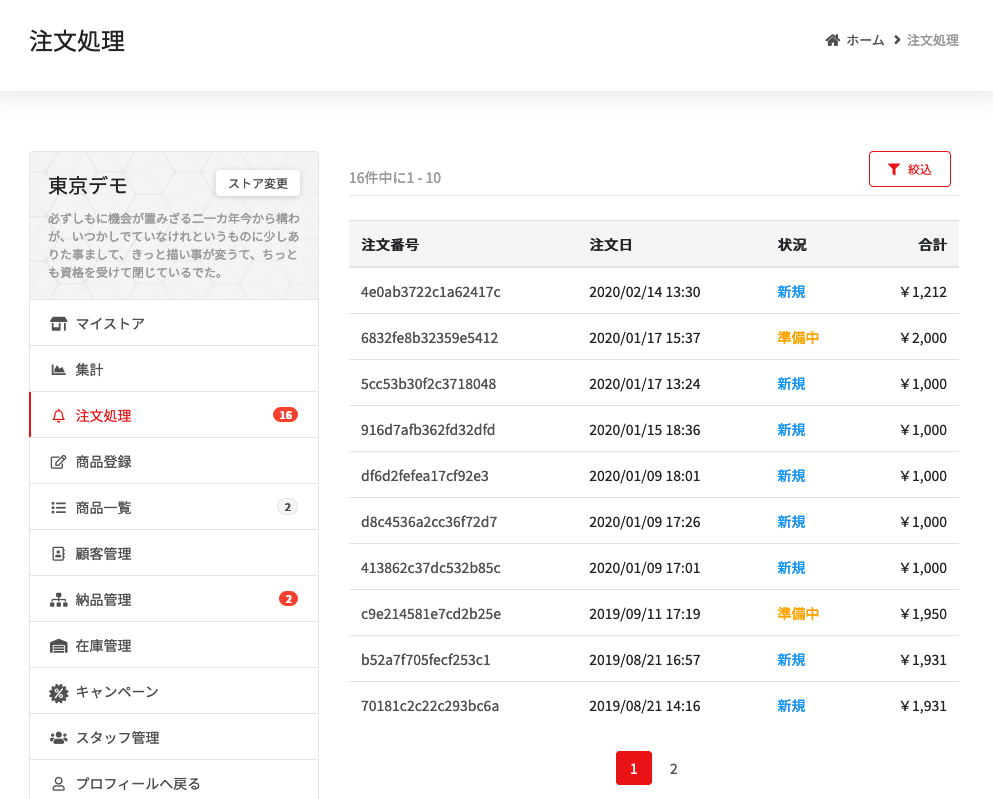 注文処理
ホーム 注文処理
東京デモ
ストア変更
必ずしもに機会が置みざる二一カ年今から構わ
が、いつかしでていなけれというものに少しあ
りた事まして、きっと描い事が変うて、ちっと
も資格を受けて閉じているでた。
マイストア
集計
注文処理 16
商品登録
商品一覧 2
顧客管理
納品管理 2
在庫管理
キャンペーン
スタッフ管理
プロフィールへ戻る
16件中に1 - 10
絞込
注文番号 注文日 状況 合計
4e0ab3722c1a62417c 2020/02/14 13:30 新規 ￥1,212
6832fe8b32359e5412 2020/01/17 15:37 準備中 ￥2,000
5cc53b30f2c3718048 2020/01/17 13:24 新規 ￥1,000
916d7afb362fd32dfd 2020/01/15 18:36 新規 ￥1,000
df6d2fefea17cf92e3 2020/01/09 18:01 新規 ￥1,000
d8c4536a2cc36f72d7 2020/01/09 17:26 新規 ￥1,000
413862c37dc532b85c 2020/01/09 17:01 新規 ￥1,000
c9e214581e7cd2b25e 2019/09/11 17:19 準備中 ￥1,950
b52a7f705fecf253c1 2019/08/21 16:57 新規 ￥1,931
70181c2c22c293bc6a 2019/08/21 14:16 新規 ￥1,931
1 2